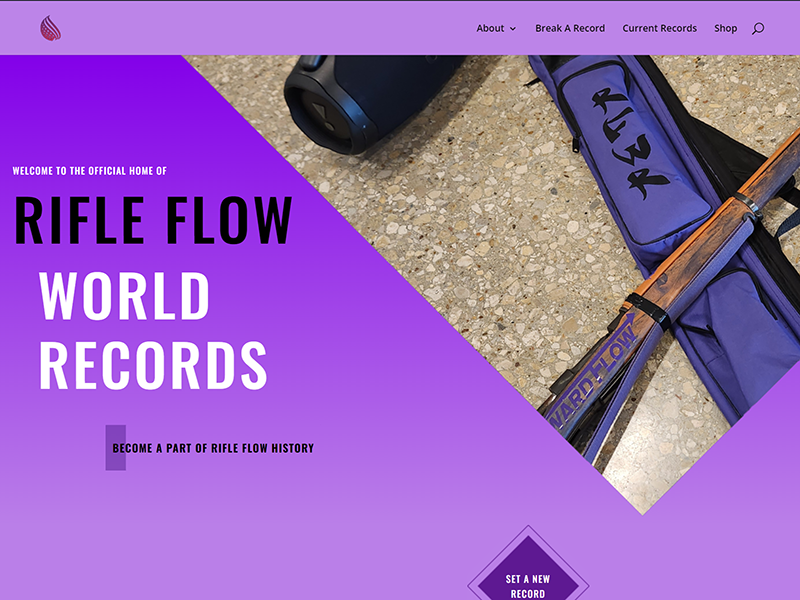 About
Break A Record
Current Records
Shop
WELCOME TO THE OFFICIAL HOME OF
RIFLE FLOW
WORLD
RECORDS
BECOME A PART OF RIFLE FLOW HISTORY
RFWR
WARD FLOW
SET A NEW
RECORD